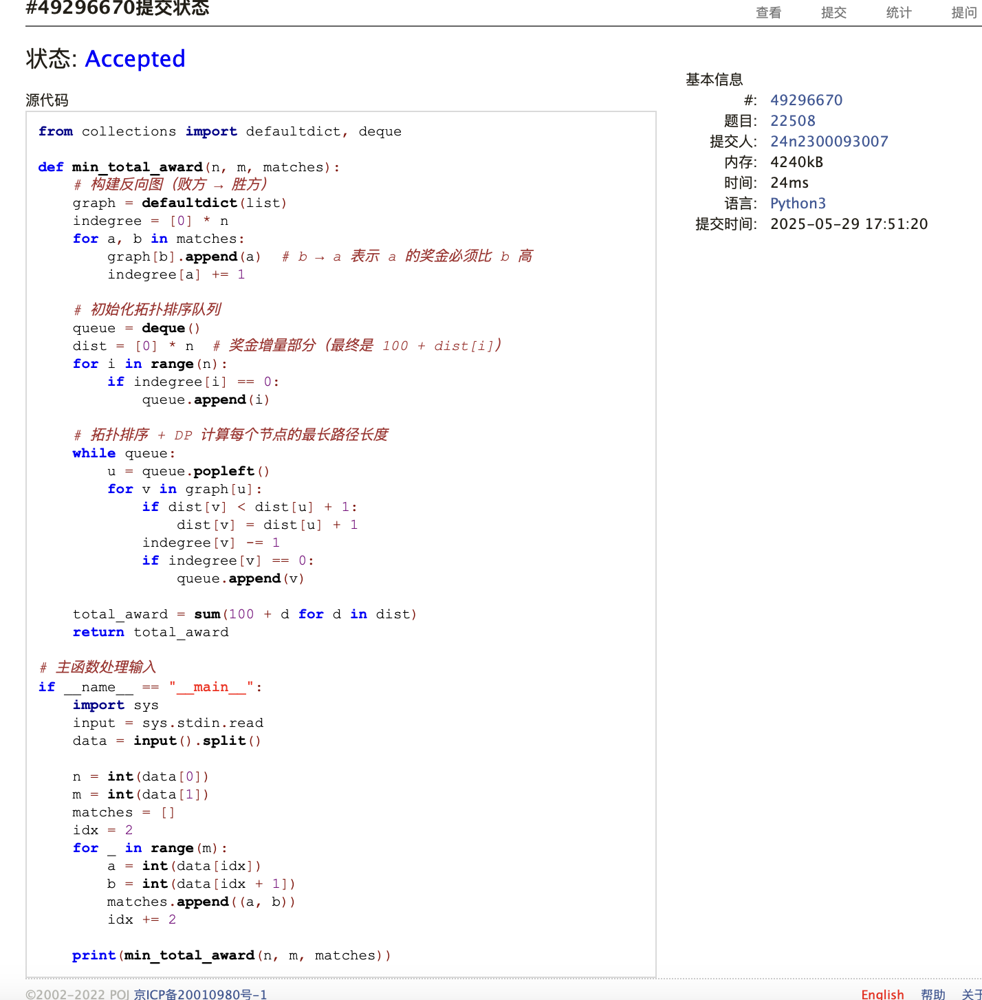 #49296670提交状态
查看 提交 统计 提问
状态: Accepted
源代码
from collections import defaultdict, deque

def min_total_award(n, m, matches):
    # 构建反向图（败方 → 胜方）
    graph = defaultdict(list)
    indegree = [0] * n
    for a, b in matches:
        graph[b].append(a)  # b → a 表示 a 的奖金必须比 b 高
        indegree[a] += 1

    # 初始化拓扑排序队列
    queue = deque()
    dist = [0] * n  # 奖金增量部分（最终是 100 + dist[i]）
    for i in range(n):
        if indegree[i] == 0:
            queue.append(i)

    # 拓扑排序 + DP 计算每个节点的最长路径长度
    while queue:
        u = queue.popleft()
        for v in graph[u]:
            if dist[v] < dist[u] + 1:
                dist[v] = dist[u] + 1
            indegree[v] -= 1
            if indegree[v] == 0:
                queue.append(v)

    total_award = sum(100 + d for d in dist)
    return total_award

# 主函数处理输入
if __name__ == "__main__":
    import sys
    input = sys.stdin.read
    data = input().split()

    n = int(data[0])
    m = int(data[1])
    matches = []
    idx = 2
    for _ in range(m):
        a = int(data[idx])
        b = int(data[idx + 1])
        matches.append((a, b))
        idx += 2

    print(min_total_award(n, m, matches))
基本信息
#: 49296670
题目: 22508
提交人: 24n2300093007
内存: 4240kB
时间: 24ms
语言: Python3
提交时间: 2025-05-29 17:51:20
©2002-2022 POJ 京ICP备20010980号-1
English 帮助 关于